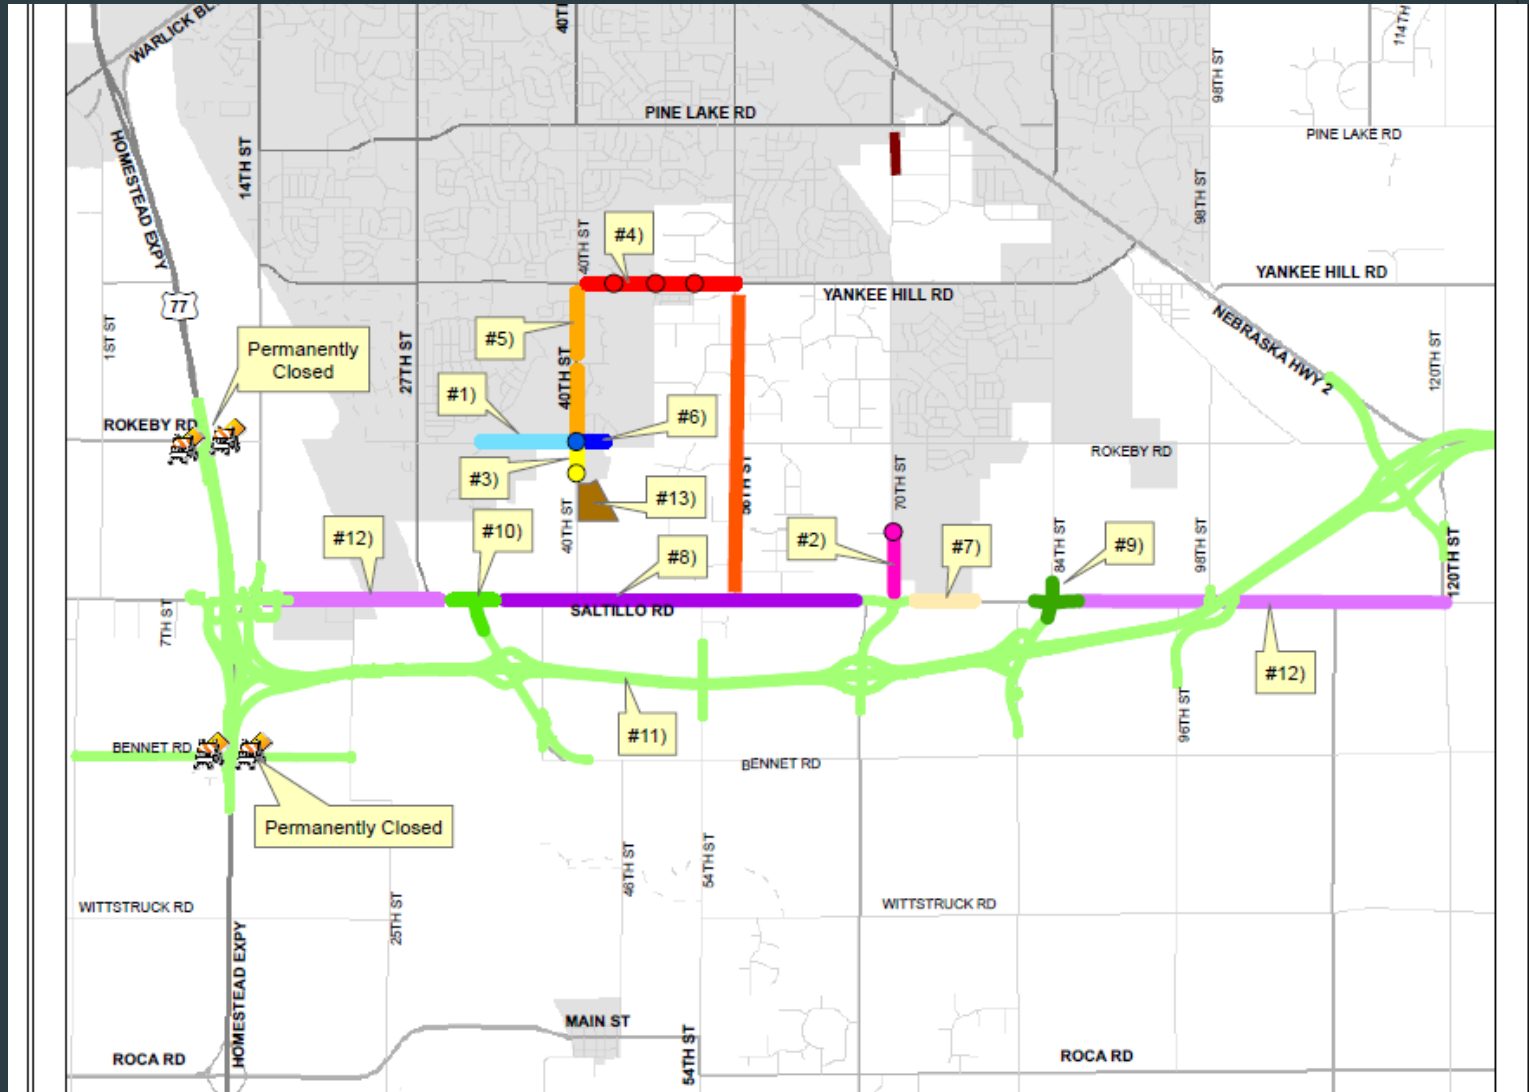 40TH
WARLICK BL
114TH
98TH ST
PINE LAKE RD
PINE LAKE RD
HOMESTEAD EXPY
14TH ST
98TH ST
40TH ST
#4)
YANKEE HILL RD
YANKEE HILL RD
77
1ST ST
Permanently
Closed
27TH ST
#5)
40TH ST
NEBRASKA HWY 2
120TH ST
#1)
#6)
ROKEBY RD
ROKEBY RD
#3)
#13)
56TH ST
70TH ST
40TH ST
#12)
#10)
#8)
#2)
#7)
84TH ST
#9)
98TH ST
120TH ST
7TH ST
SALTILLO RD
#12)
96TH ST
#11)
BENNET RD
BENNET RD
Permanently Closed
46TH ST
54TH ST
WITTSTRUCK RD
25TH ST
WITTSTRUCK RD
HOMESTEAD EXPY
MAIN ST
54TH ST
ROCA RD
ROCA RD